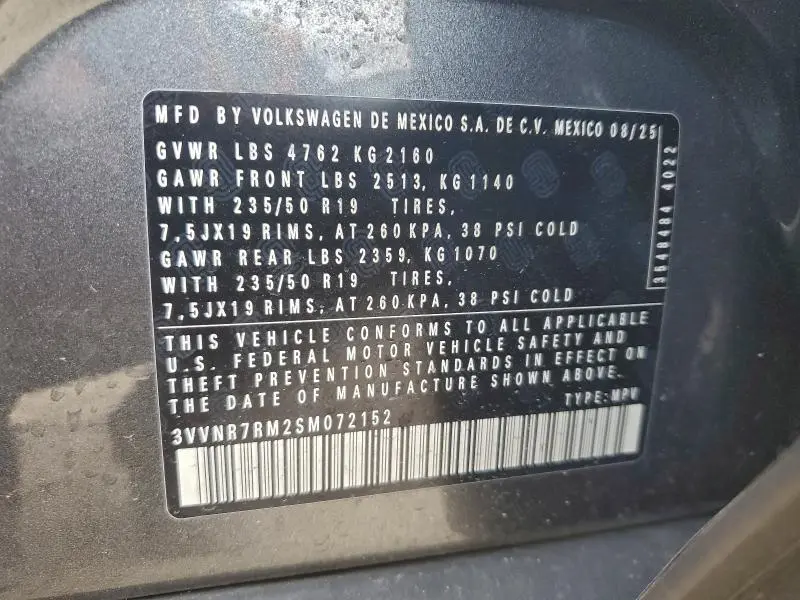 MFD BY VOLKSWAGEN DE MEXICO S.A. DE C.V. MEXICO 08/25
GVWR LBS 4762 KG 2160
GAWR FRONT LBS 2513, KG 1140
WITH 235/50 R19 TIRES,
7,5JX19 RIMS, AT 260 KPA, 38 PSI COLD
GAWR REAR LBS 2359, KG 1070
WITH 235/50 R19 TIRES,
7,5JX19 RIMS, AT 260 KPA, 38 PSI COLD
3548484 4022
THIS VEHICLE CONFORMS TO ALL APPLICABLE
U.S. FEDERAL MOTOR VEHICLE SAFETY AND
THEFT PREVENTION STANDARDS IN EFFECT ON
THE DATE OF MANUFACTURE SHOWN ABOVE.
TYPE: MPV
3VVNR7RM2SM072152